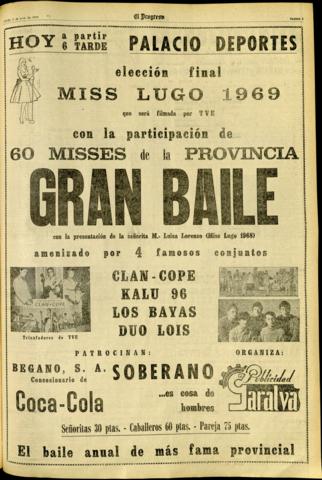 El Progreso
HOY a partir 6 TARDE PALACIO DEPORTES
elección final
MISS LUGO 1969
que será filmada por TVE
con la participación de
60 MISSES de la PROVINCIA
GRAN BAILE
con la presentación de la señorita M.ª Luisa Lorenzo (Miss Lugo 1968)
amenizado por 4 famosos conjuntos
CLAN-COPE
KALU 96
LOS BAYAS
DUO LOIS
CLAN-COPE
Triunfadores de TVE
PATROCINAN:
BEGANO, S. A.
Concesionario de
Coca-Cola
SOBERANO
...es cosa de
hombres
ORGANIZA:
Publicidad
Jaralva
Señoritas 30 ptas. - Caballeros 60 ptas. - Pareja 75 ptas.
El baile anual de más fama provincial